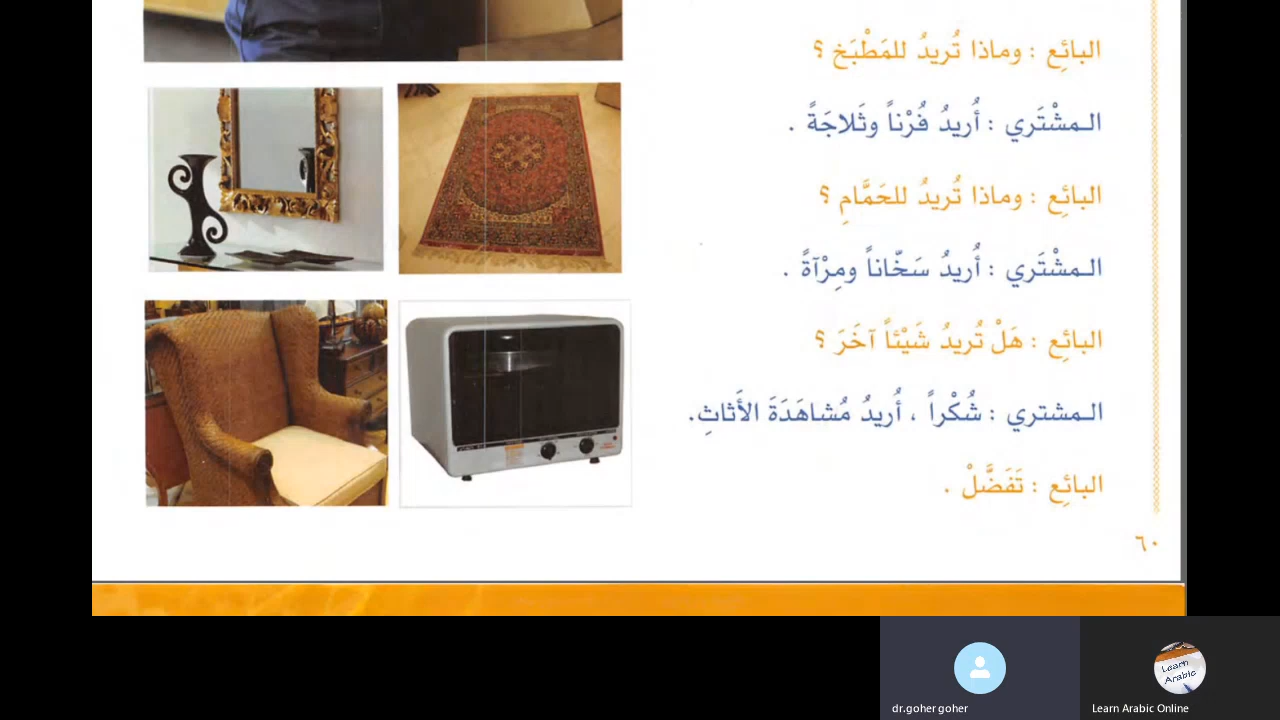 البائِع : وماذا تُريدُ للمَطْبَخ ؟
الـمشْتَري : أُريدُ فُرْناً وثَلاجَةً .
البائِع : وماذا تُريدُ للحَمَّامِ ؟
الـمشْتَري : أُريدُ سَخّاناً ومِرْآةً .
البائِع : هَلْ تُريدُ شَيْئاً آخَرَ ؟
الـمشتري : شُكْراً ، أُريدُ مُشاهَدَةَ الأَثاثِ.
البائِع : تَفَضَّلْ .
٦٠
Learn Arabic
dr.goher goher
Learn Arabic Online